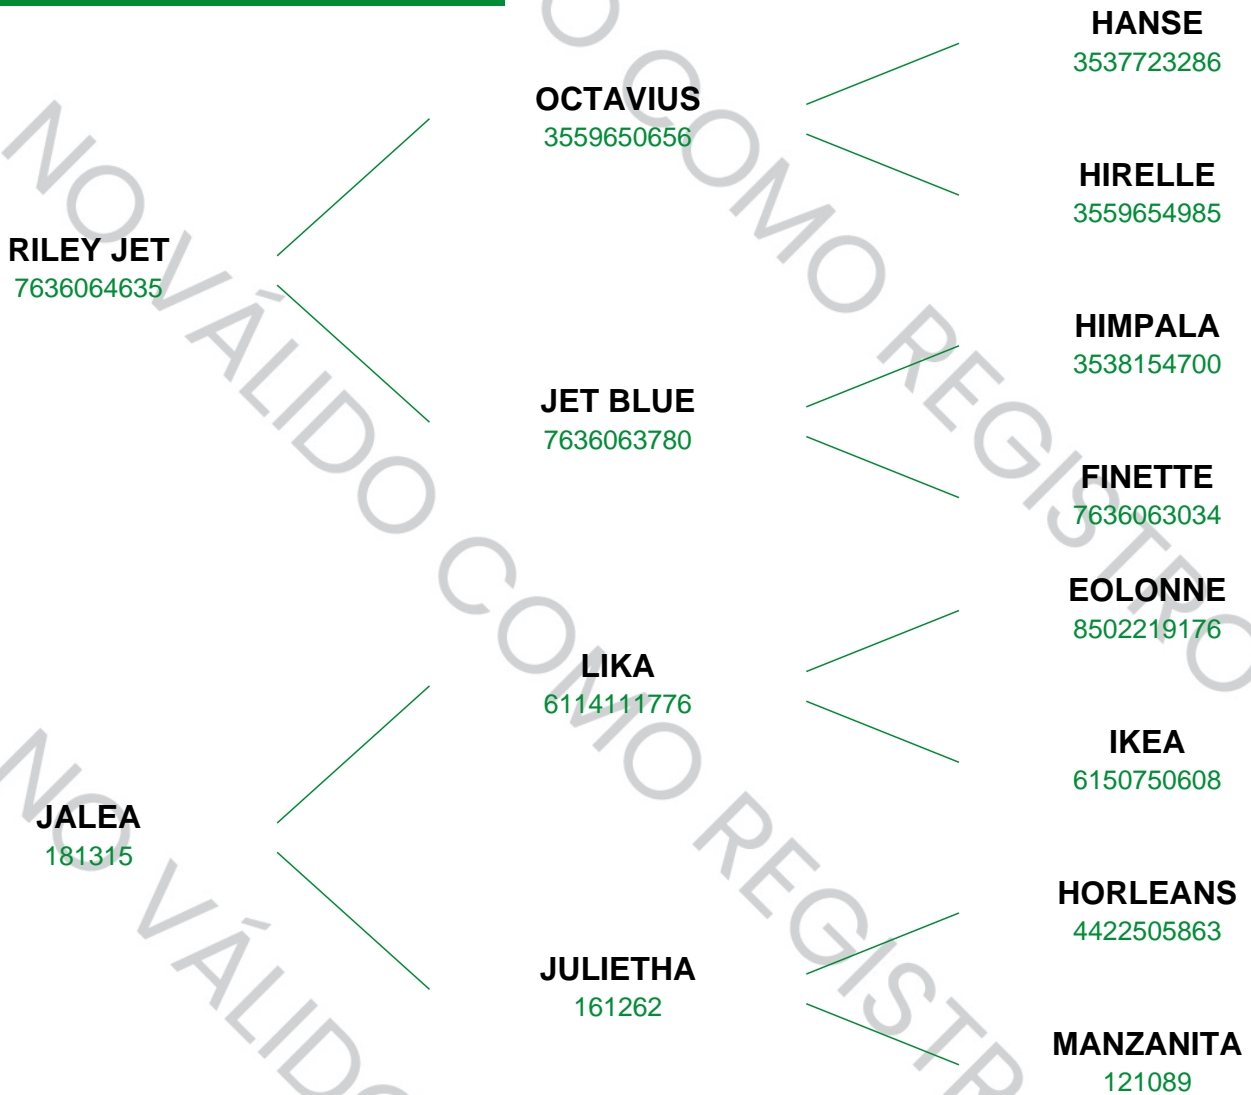 HANSE
3537723286
OCTAVIUS
3559650656
HIRELLE
3559654985
RILEY JET
7636064635
HIMPALA
3538154700
JET BLUE
7636063780
FINETTE
7636063034
EOLONNE
8502219176
LIKA
6114111776
IKEA
6150750608
JALEA
181315
HORLEANS
4422505863
JULIETHA
161262
MANZANITA
121089
NO VÁLIDO COMO REGISTRO
O COMO REGISTRO
NO VÁLIDO